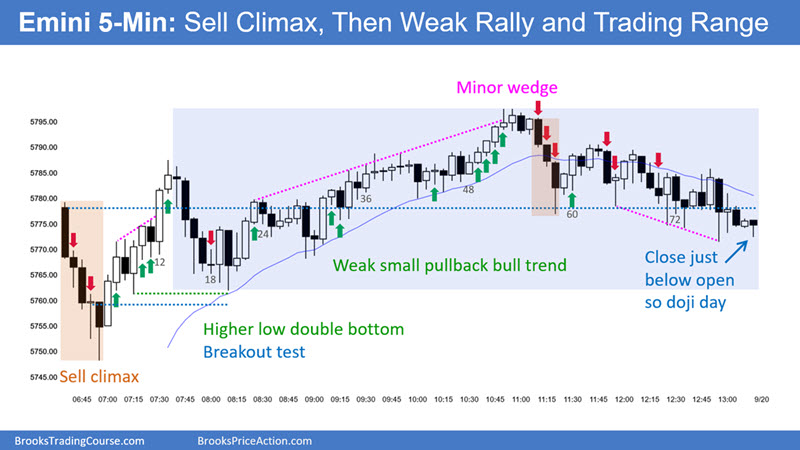 Emini 5-Min: Sell Climax, Then Weak Rally and Trading Range
Minor wedge
5795.00
5790.00
5785.00
5780.00
5775.00
5770.00
5765.00
5760.00
5755.00
5750.00
5745.00
12
18
24
36
48
60
72
Weak small pullback bull trend
Close just
below open
so doji day
Higher low double bottom
Breakout test
Sell climax
06:45 07:00 07:15 07:30 07:45 08:00 08:15 08:30 08:45 09:00 09:15 09:30 09:45 10:00 10:15 10:30 10:45 11:00 11:15 11:30 11:45 12:00 12:15 12:30 12:45 13:00 9/20
BrooksTradingCourse.com BrooksPriceAction.com